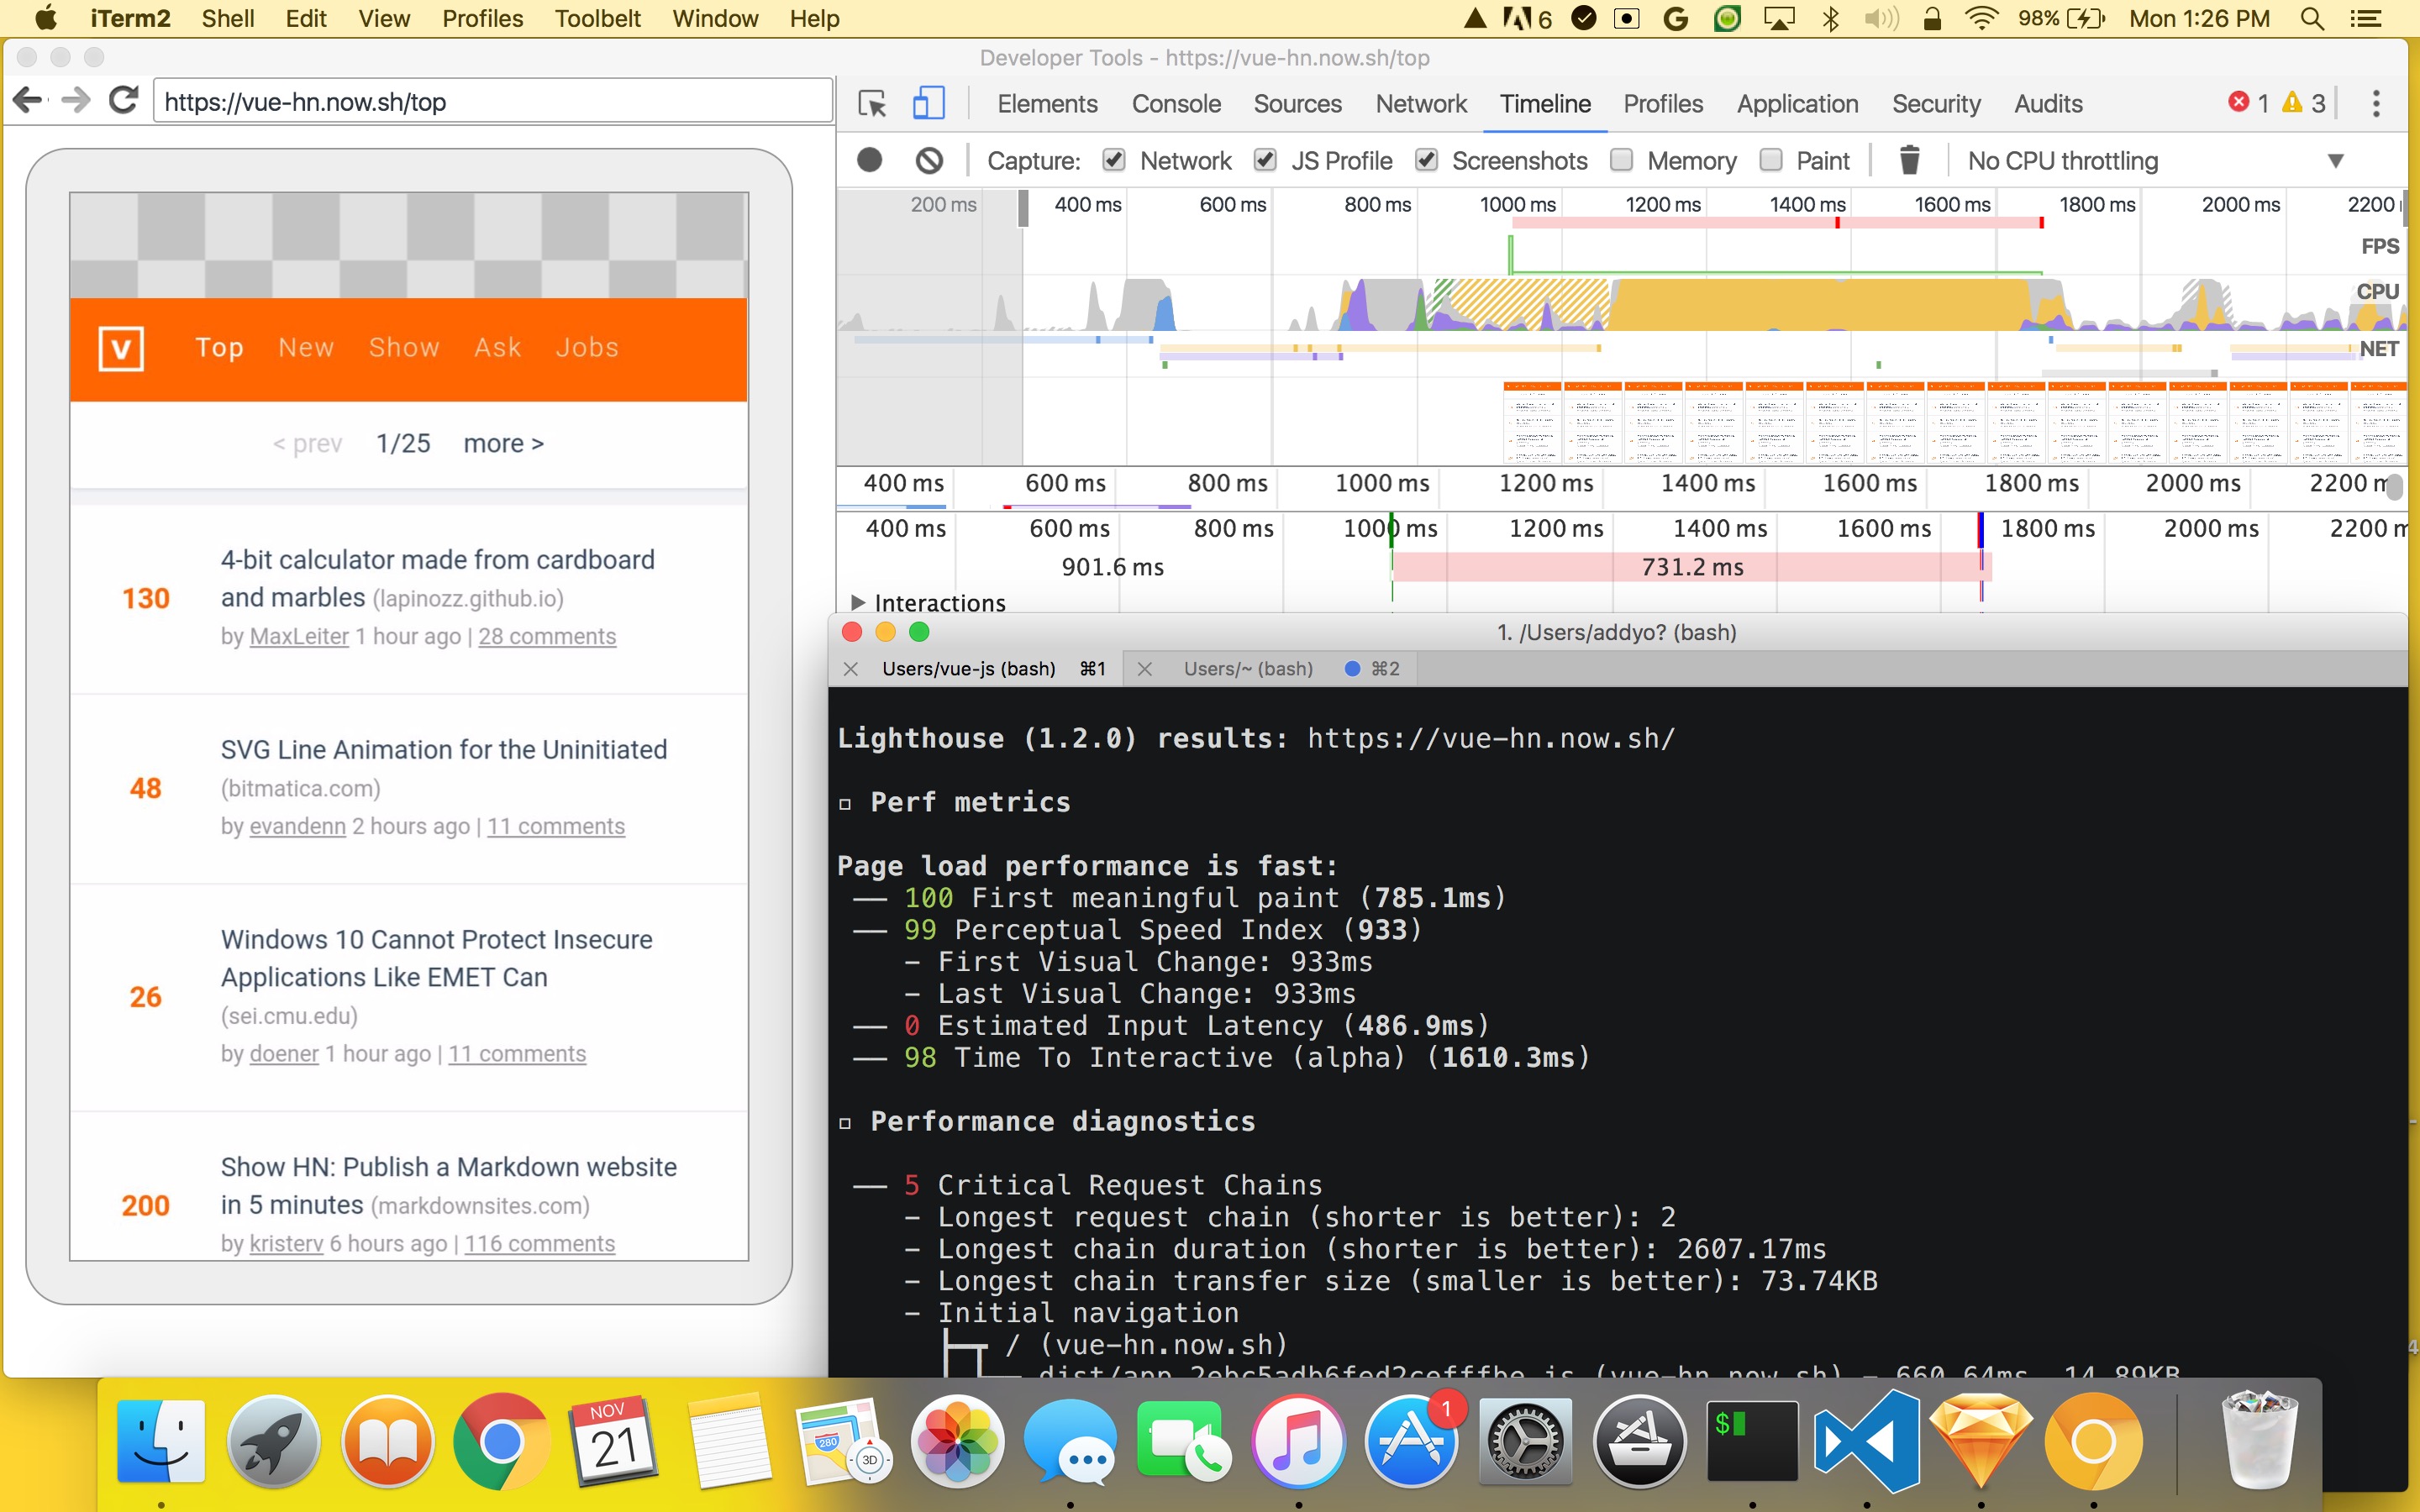 iTerm2 Shell Edit View Profiles Toolbelt Window Help 6 98% Mon 1:26 PM
Developer Tools - https://vue-hn.now.sh/top
https://vue-hn.now.sh/top
Elements Console Sources Network Timeline Profiles Application Security Audits 1 3
Capture: Network JS Profile Screenshots Memory Paint No CPU throttling
200 ms 400 ms 600 ms 800 ms 1000 ms 1200 ms 1400 ms 1600 ms 1800 ms 2000 ms 2200
FPS
CPU
NET
400 ms 600 ms 800 ms 1000 ms 1200 ms 1400 ms 1600 ms 1800 ms 2000 ms 2200 m
400 ms 600 ms 800 ms 1000 ms 1200 ms 1400 ms 1600 ms 1800 ms 2000 ms 2200 m
901.6 ms 731.2 ms
Interactions
V Top New Show Ask Jobs
< prev 1/25 more >
130
4-bit calculator made from cardboard
and marbles (lapinozz.github.io)
by MaxLeiter 1 hour ago | 28 comments
48
SVG Line Animation for the Uninitiated
(bitmatica.com)
by evandenn 2 hours ago | 11 comments
26
Windows 10 Cannot Protect Insecure
Applications Like EMET Can
(sei.cmu.edu)
by doener 1 hour ago | 11 comments
200
Show HN: Publish a Markdown website
in 5 minutes (markdownsites.com)
by kristerv 6 hours ago | 116 comments
1. /Users/addyo? (bash)
Users/vue-js (bash) ⌘1 Users/~ (bash) ⌘2
Lighthouse (1.2.0) results: https://vue-hn.now.sh/
Perf metrics
Page load performance is fast:
── 100 First meaningful paint (785.1ms)
── 99 Perceptual Speed Index (933)
- First Visual Change: 933ms
- Last Visual Change: 933ms
── 0 Estimated Input Latency (486.9ms)
── 98 Time To Interactive (alpha) (1610.3ms)
Performance diagnostics
── 5 Critical Request Chains
- Longest request chain (shorter is better): 2
- Longest chain duration (shorter is better): 2607.17ms
- Longest chain transfer size (smaller is better): 73.74KB
- Initial navigation
/ (vue-hn.now.sh)
(vue-hn.now.sh) - 660.64ms, 14.89KB
NOV
21
280
3D
1
$